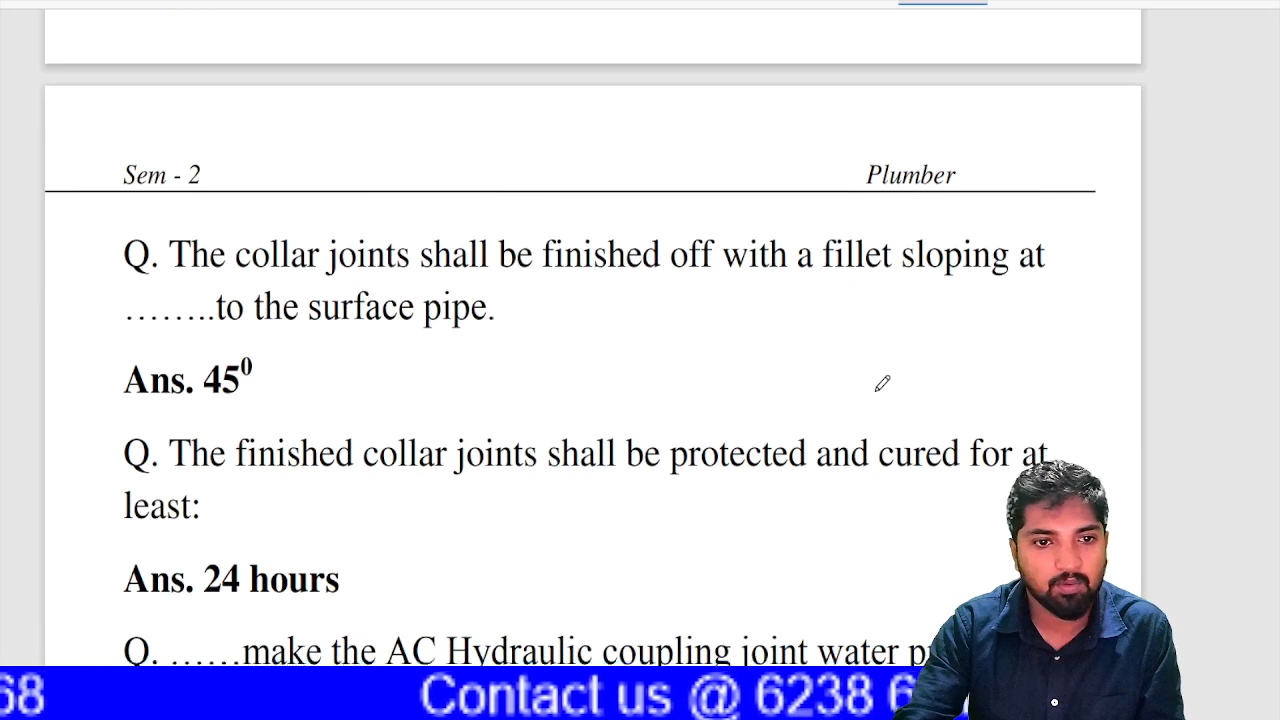 Sem - 2 Plumber
Q. The collar joints shall be finished off with a fillet sloping at
........to the surface pipe.
Ans. 45⁰
Q. The finished collar joints shall be protected and cured for at
least:
Ans. 24 hours
Q. ......make the AC Hydraulic coupling joint water
68 Contact us @ 6238